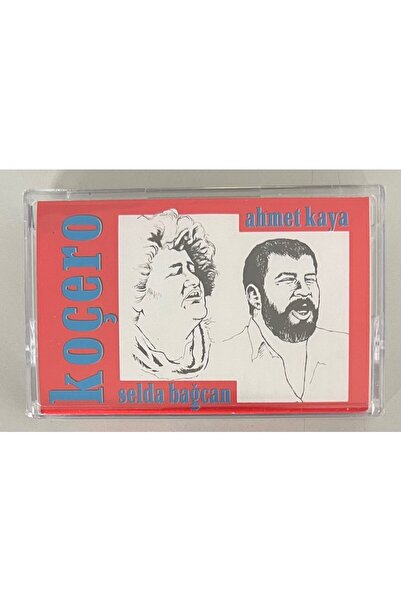 koçero
ahmet kaya
selda bağcan